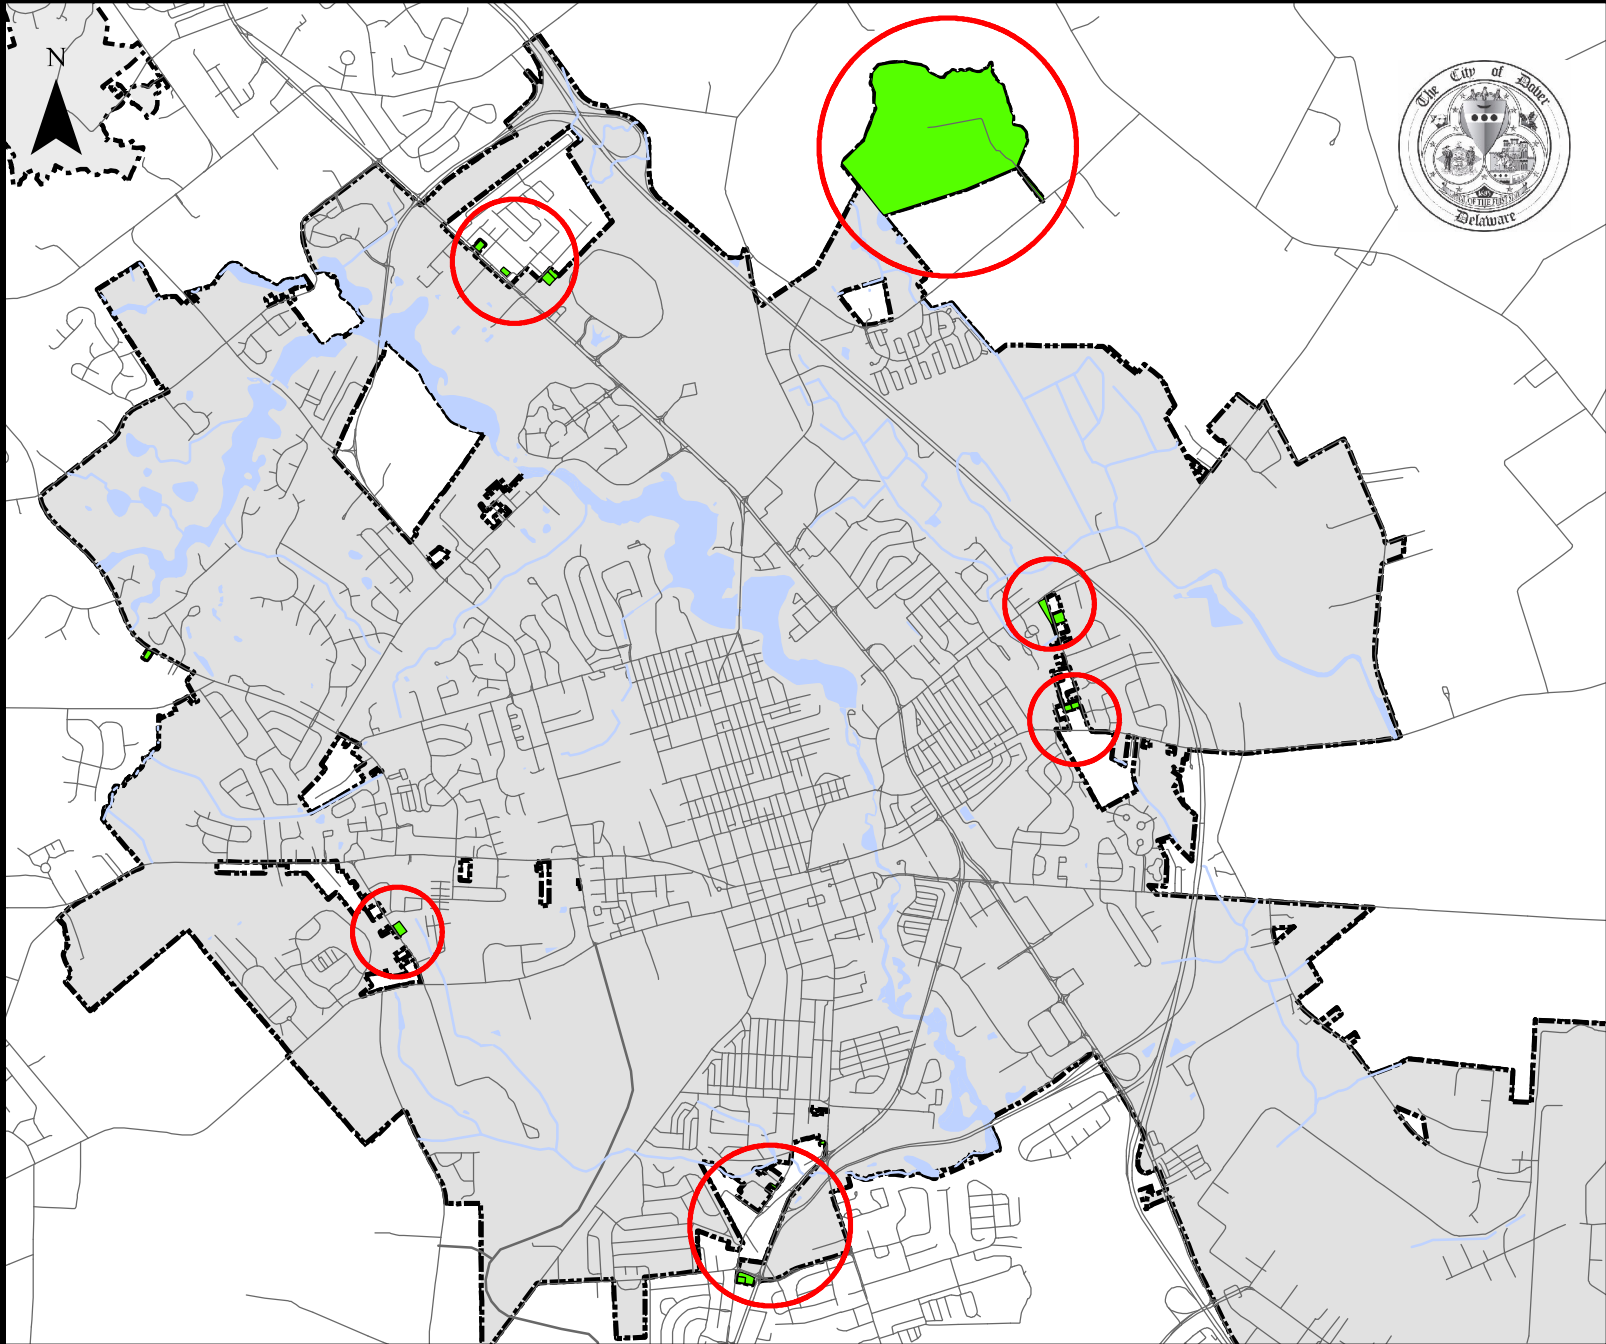 N
The City of Dover
Delaware